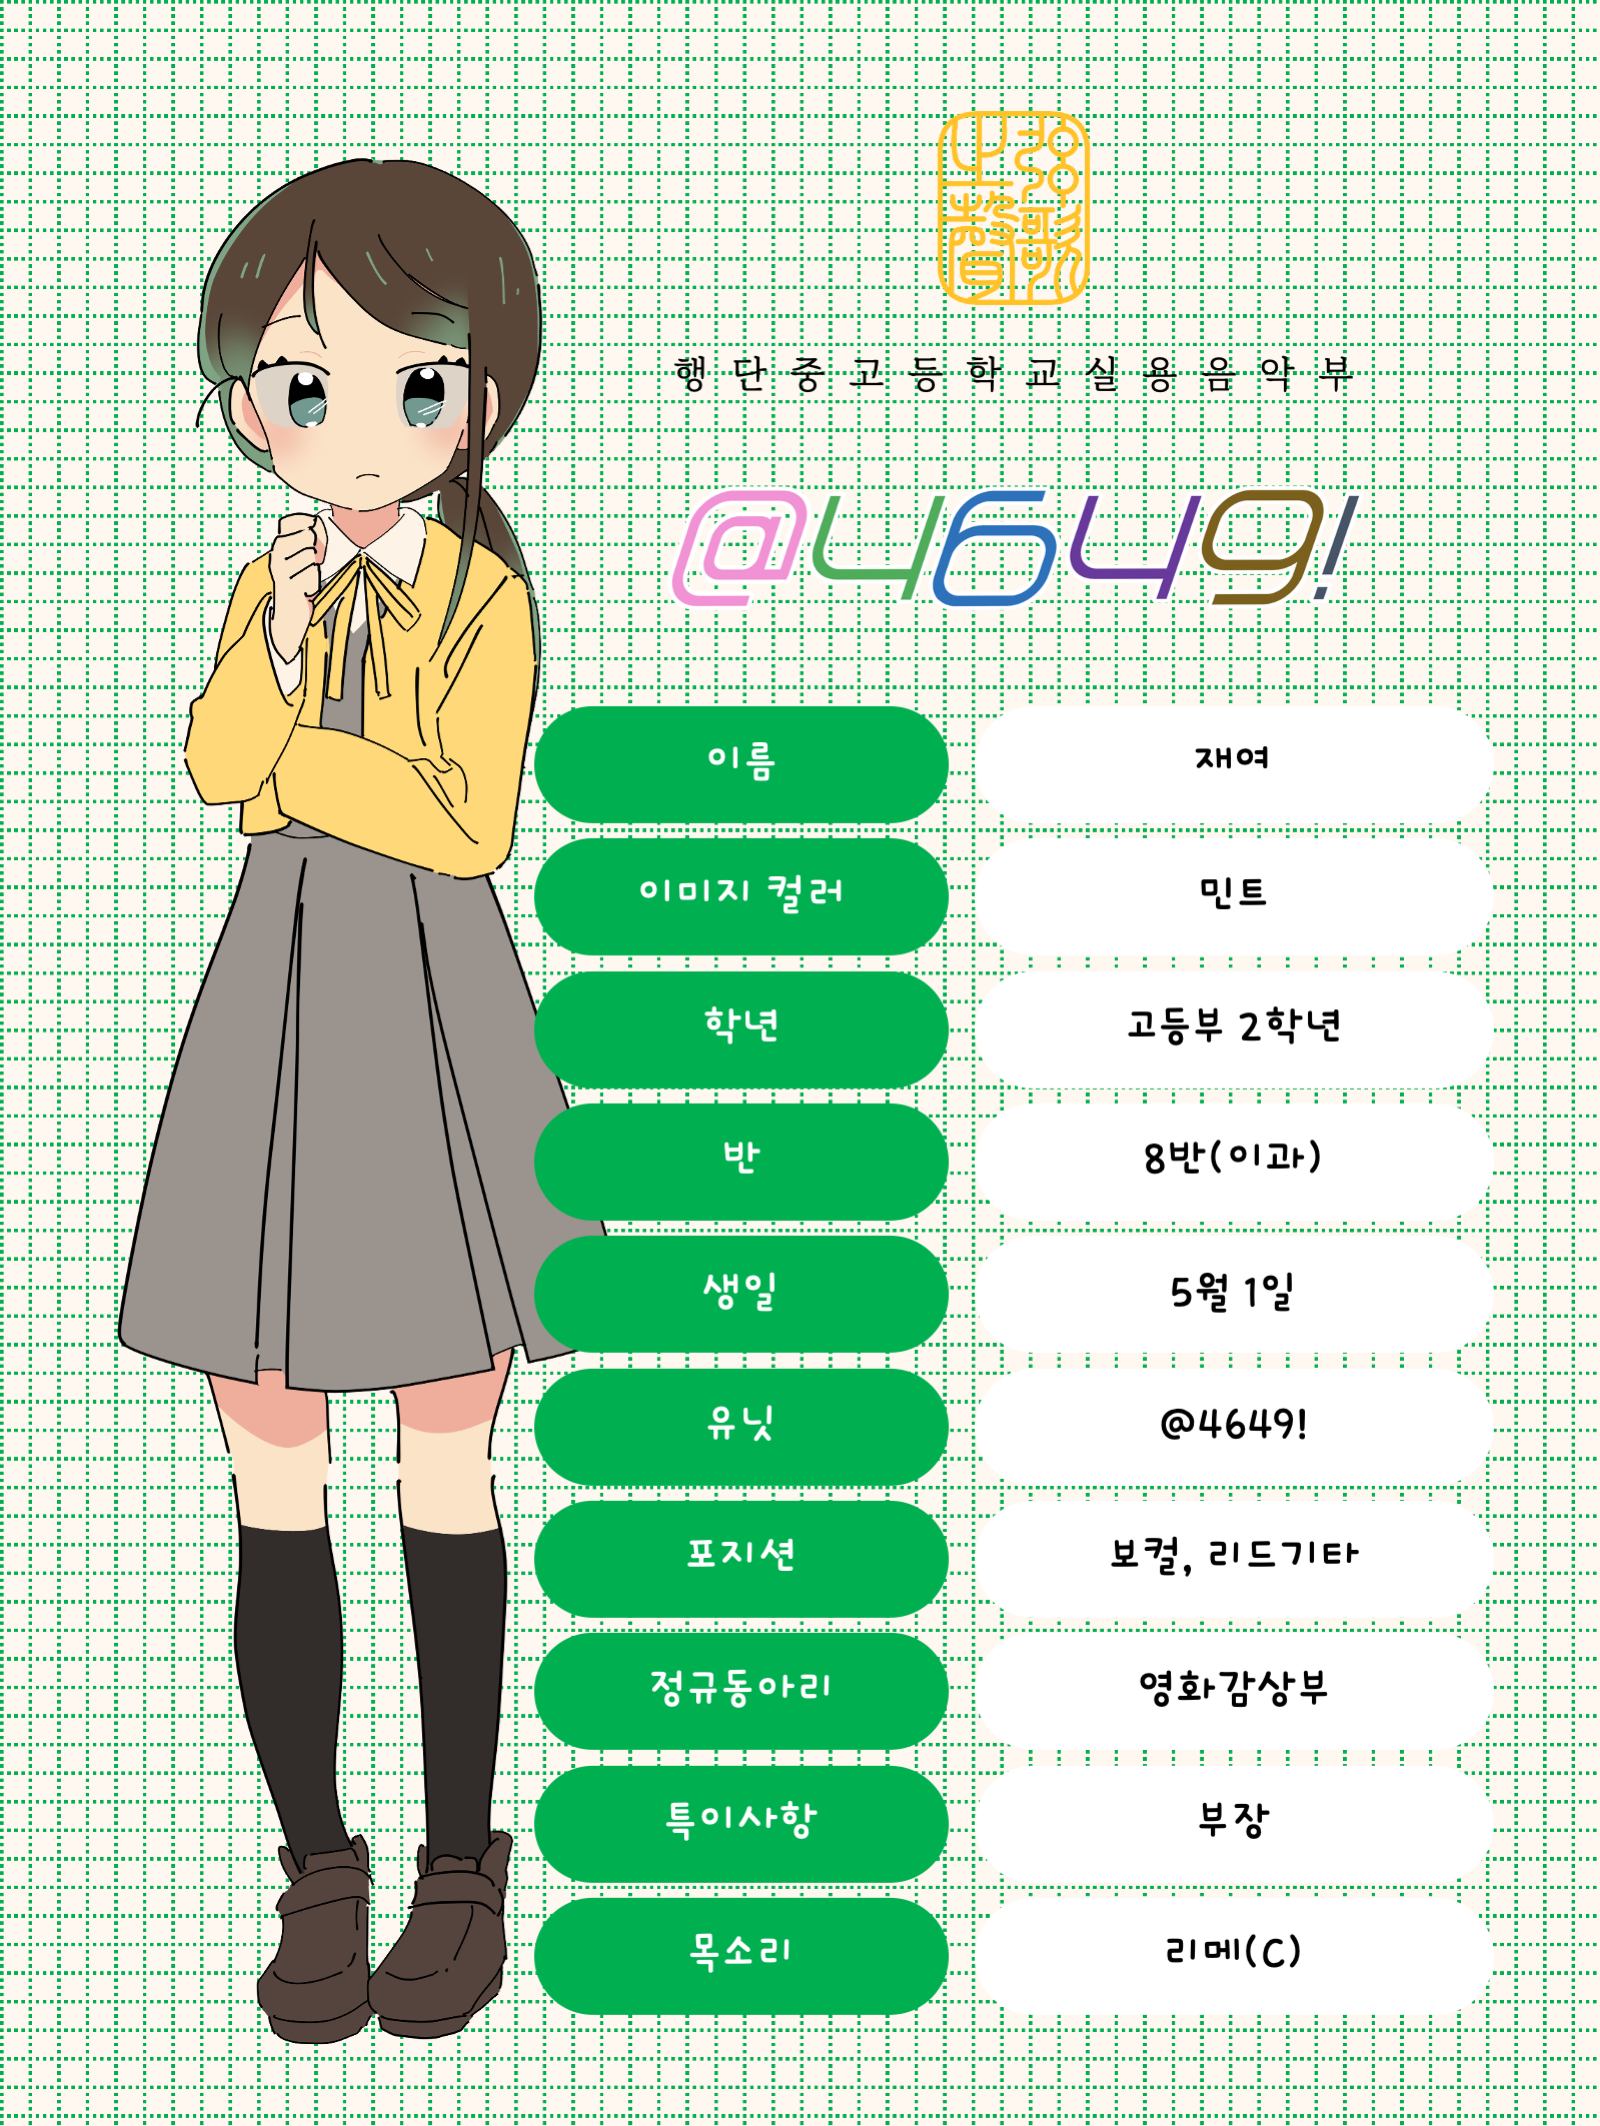 絃歌之聲
행단중고등학교실용음악부
@4649!
이름 재여
이미지 컬러 민트
학년 고등부 2학년
반 8반(이과)
생일 5월 1일
유닛 @4649!
포지션 보컬, 리드기타
정규동아리 영화감상부
특이사항 부장
목소리 리메(C)